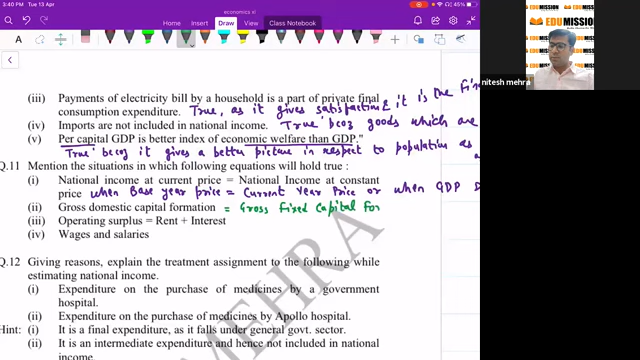 3:40 PM Tue 13 Apr
45%
economics xi
Home Insert Draw View Class Notebook
EDUMISSION EDUMISSION
nitesh mehra
(iii) Payments of electricity bill by a household is a part of private final
consumption expenditure. True, as it gives satisfaction & it is the
(iv) Imports are not included in national income. True bcoz goods which are
(v) Per capital GDP is better index of economic welfare than GDP."
True bcoz it gives a better picture in respect to population as
Q.11 Mention the situations in which following equations will hold true :
(i) National income at current price = National Income at constant
price when Base year price = Current Year Price or when GDP
(ii) Gross domestic capital formation = Gross Fixed Capital For
(iii) Operating surplus = Rent + Interest
(iv) Wages and salaries
MEHRA
Q.12 Giving reasons, explain the treatment assignment to the following while
estimating national income.
(i) Expenditure on the purchase of medicines by a government
hospital.
(ii) Expenditure on the purchase of medicines by Apollo hospital.
Hint: (i) It is a final expenditure, as it falls under general govt. sector.
(ii) It is an intermediate expenditure and hence not included in national
income.